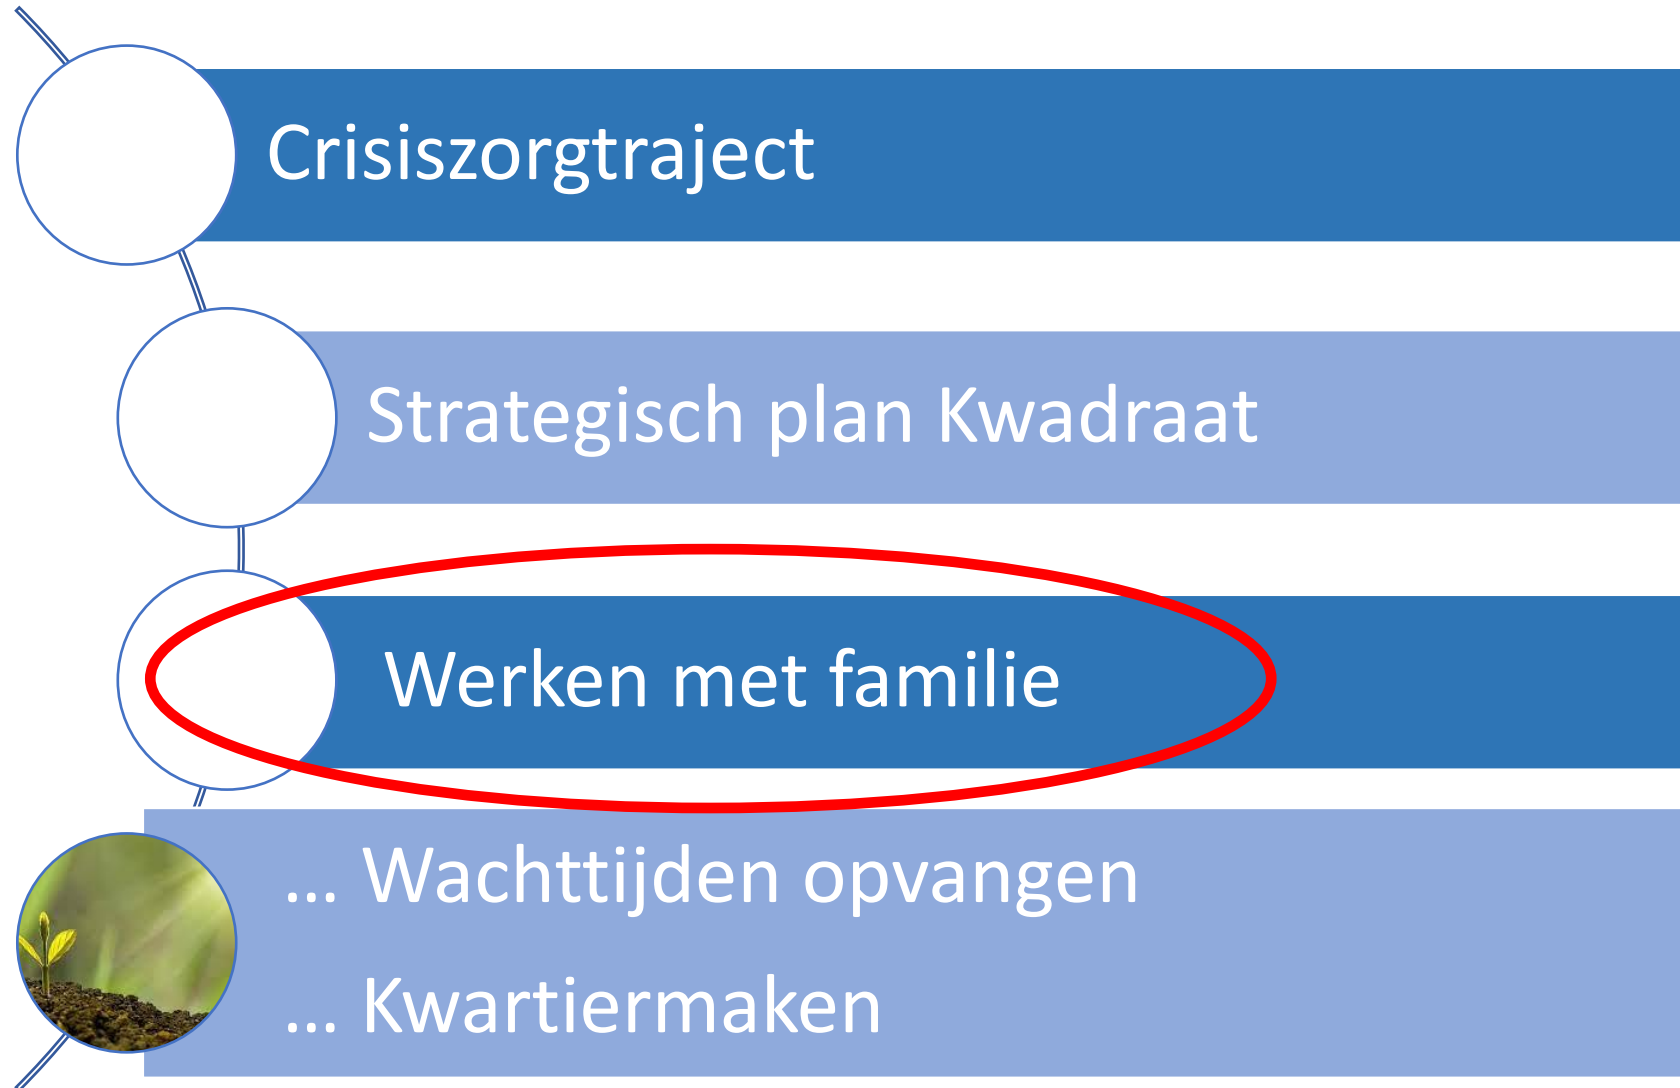 Crisiszorgtraject
Strategisch plan Kwadraat
Werken met familie
... Wachttijden opvangen
... Kwartiermaken